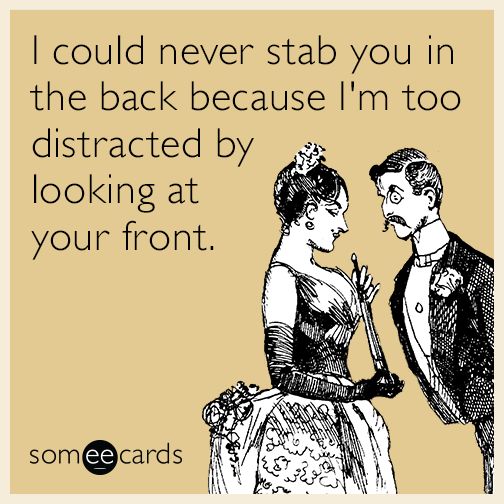 I could never stab you in
the back because I'm too
distracted by
looking at
your front.
someecards